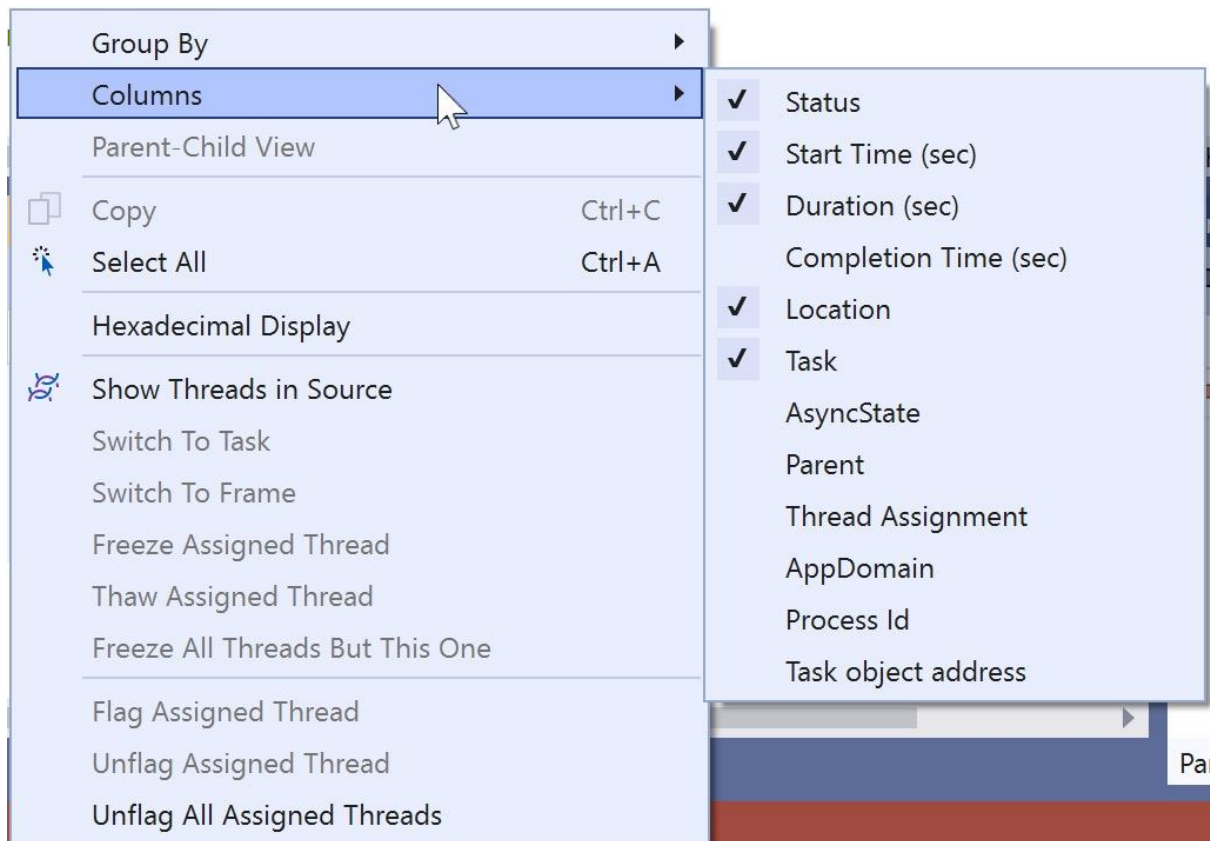 Group By
Columns
Parent-Child View
Copy Ctrl+C
Select All Ctrl+A
Hexadecimal Display
Show Threads in Source
Switch To Task
Switch To Frame
Freeze Assigned Thread
Thaw Assigned Thread
Freeze All Threads But This One
Flag Assigned Thread
Unflag Assigned Thread
Unflag All Assigned Threads
Status
Start Time (sec)
Duration (sec)
Completion Time (sec)
Location
Task
AsyncState
Parent
Thread Assignment
AppDomain
Process Id
Task object address